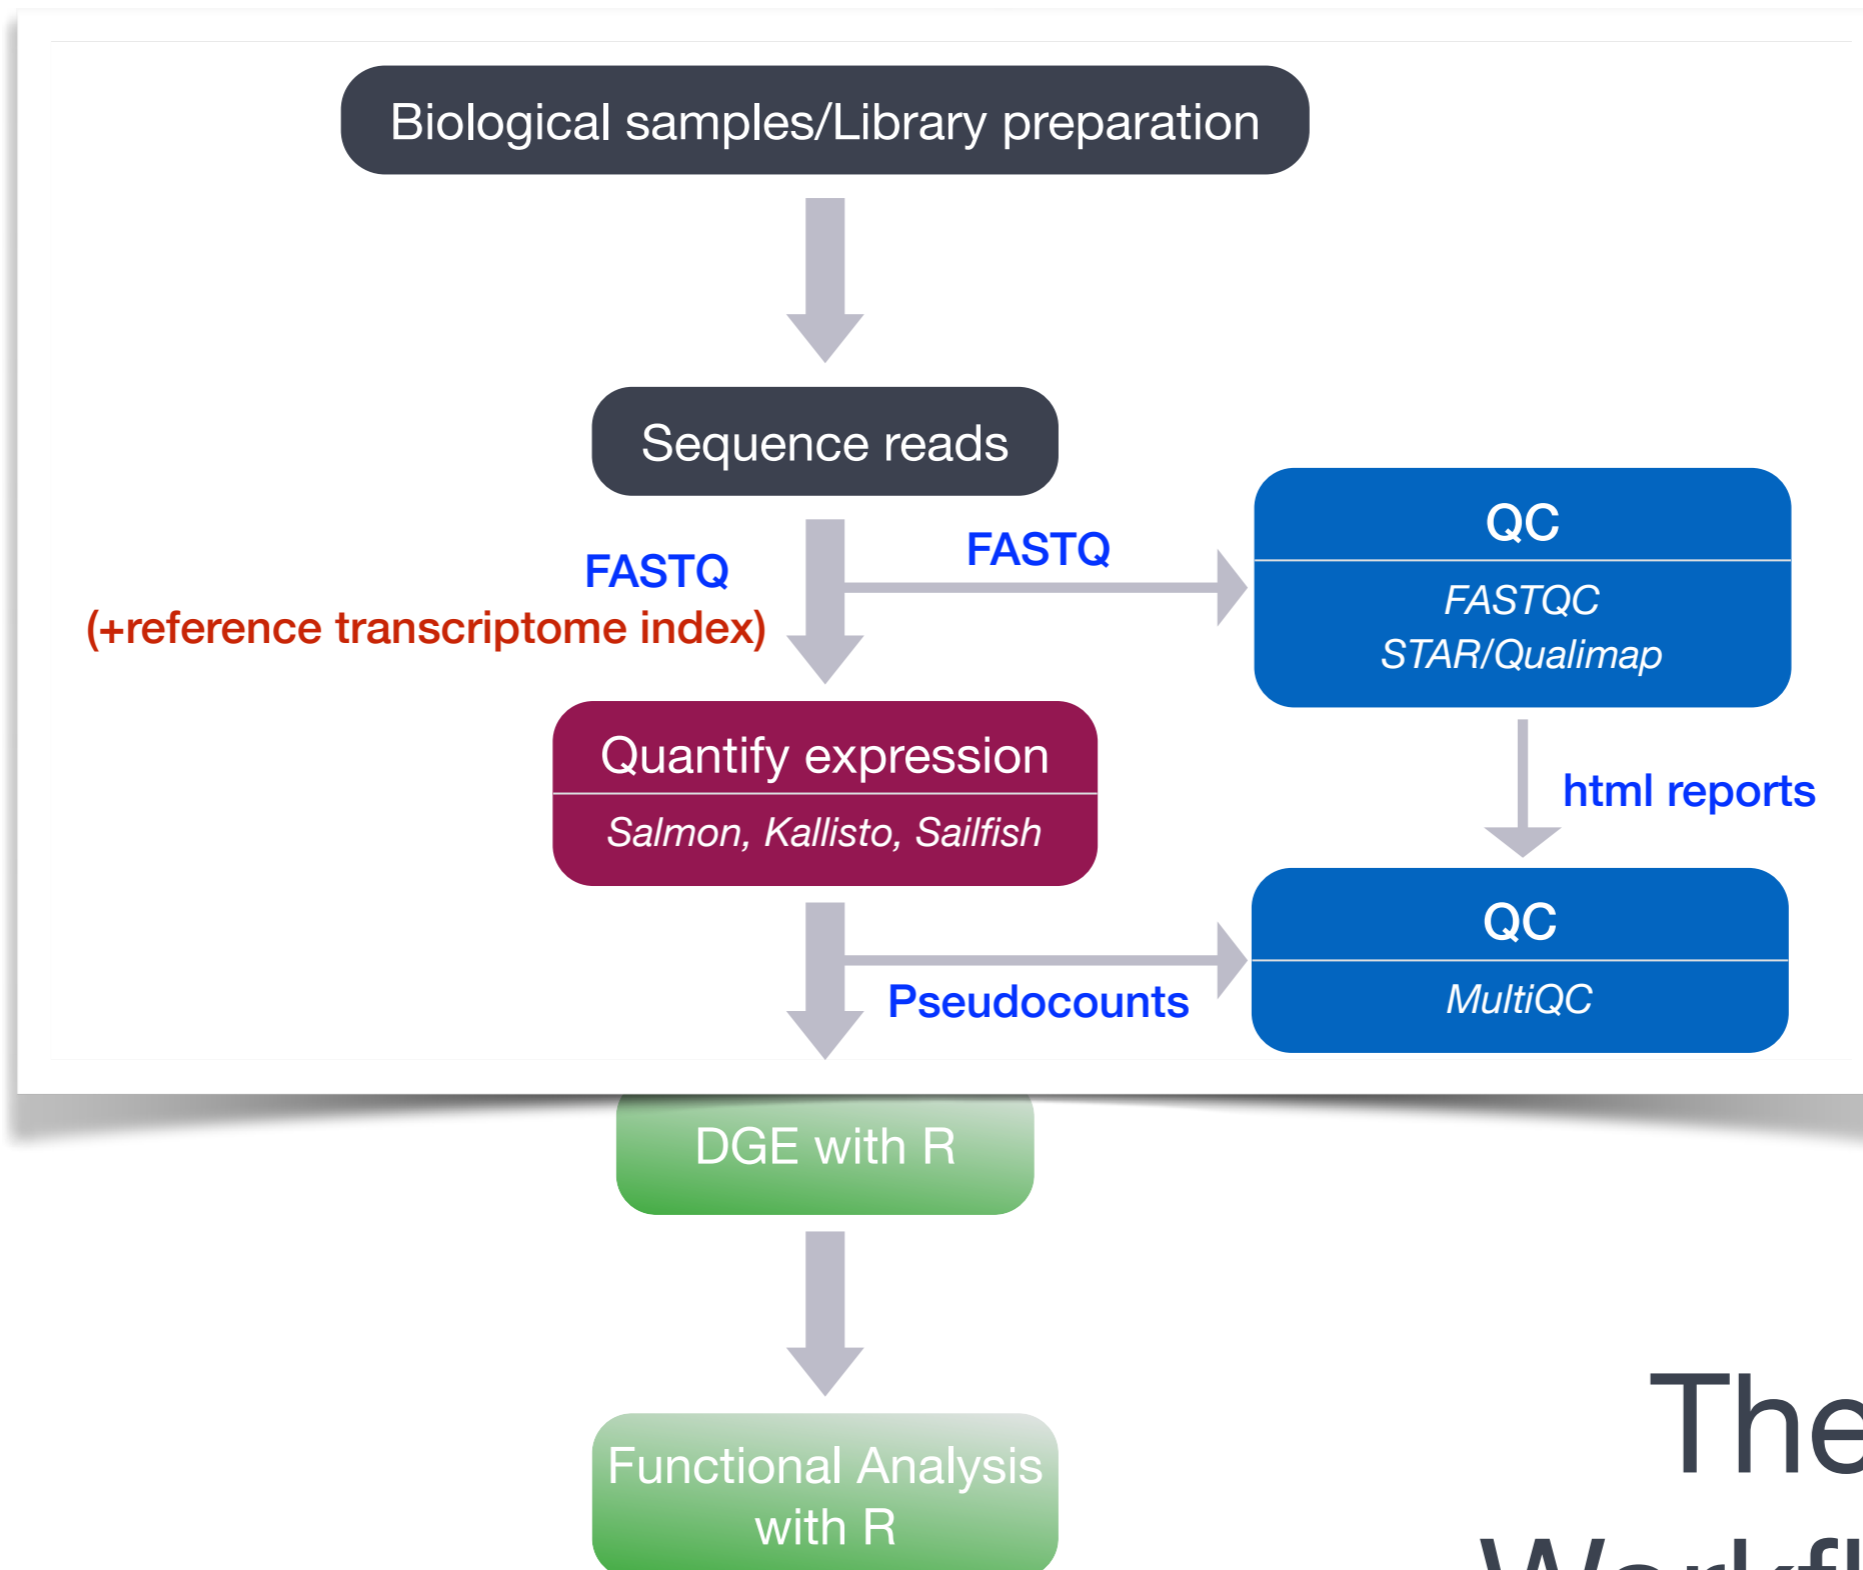 Biological samples/Library preparation
Sequence reads
FASTQ
(+reference transcriptome index)
FASTQ
QC
FASTQC
STAR/Qualimap
Quantify expression
Salmon, Kallisto, Sailfish
html reports
QC
MultiQC
Pseudocounts
DGE with R
Functional Analysis
with R
The